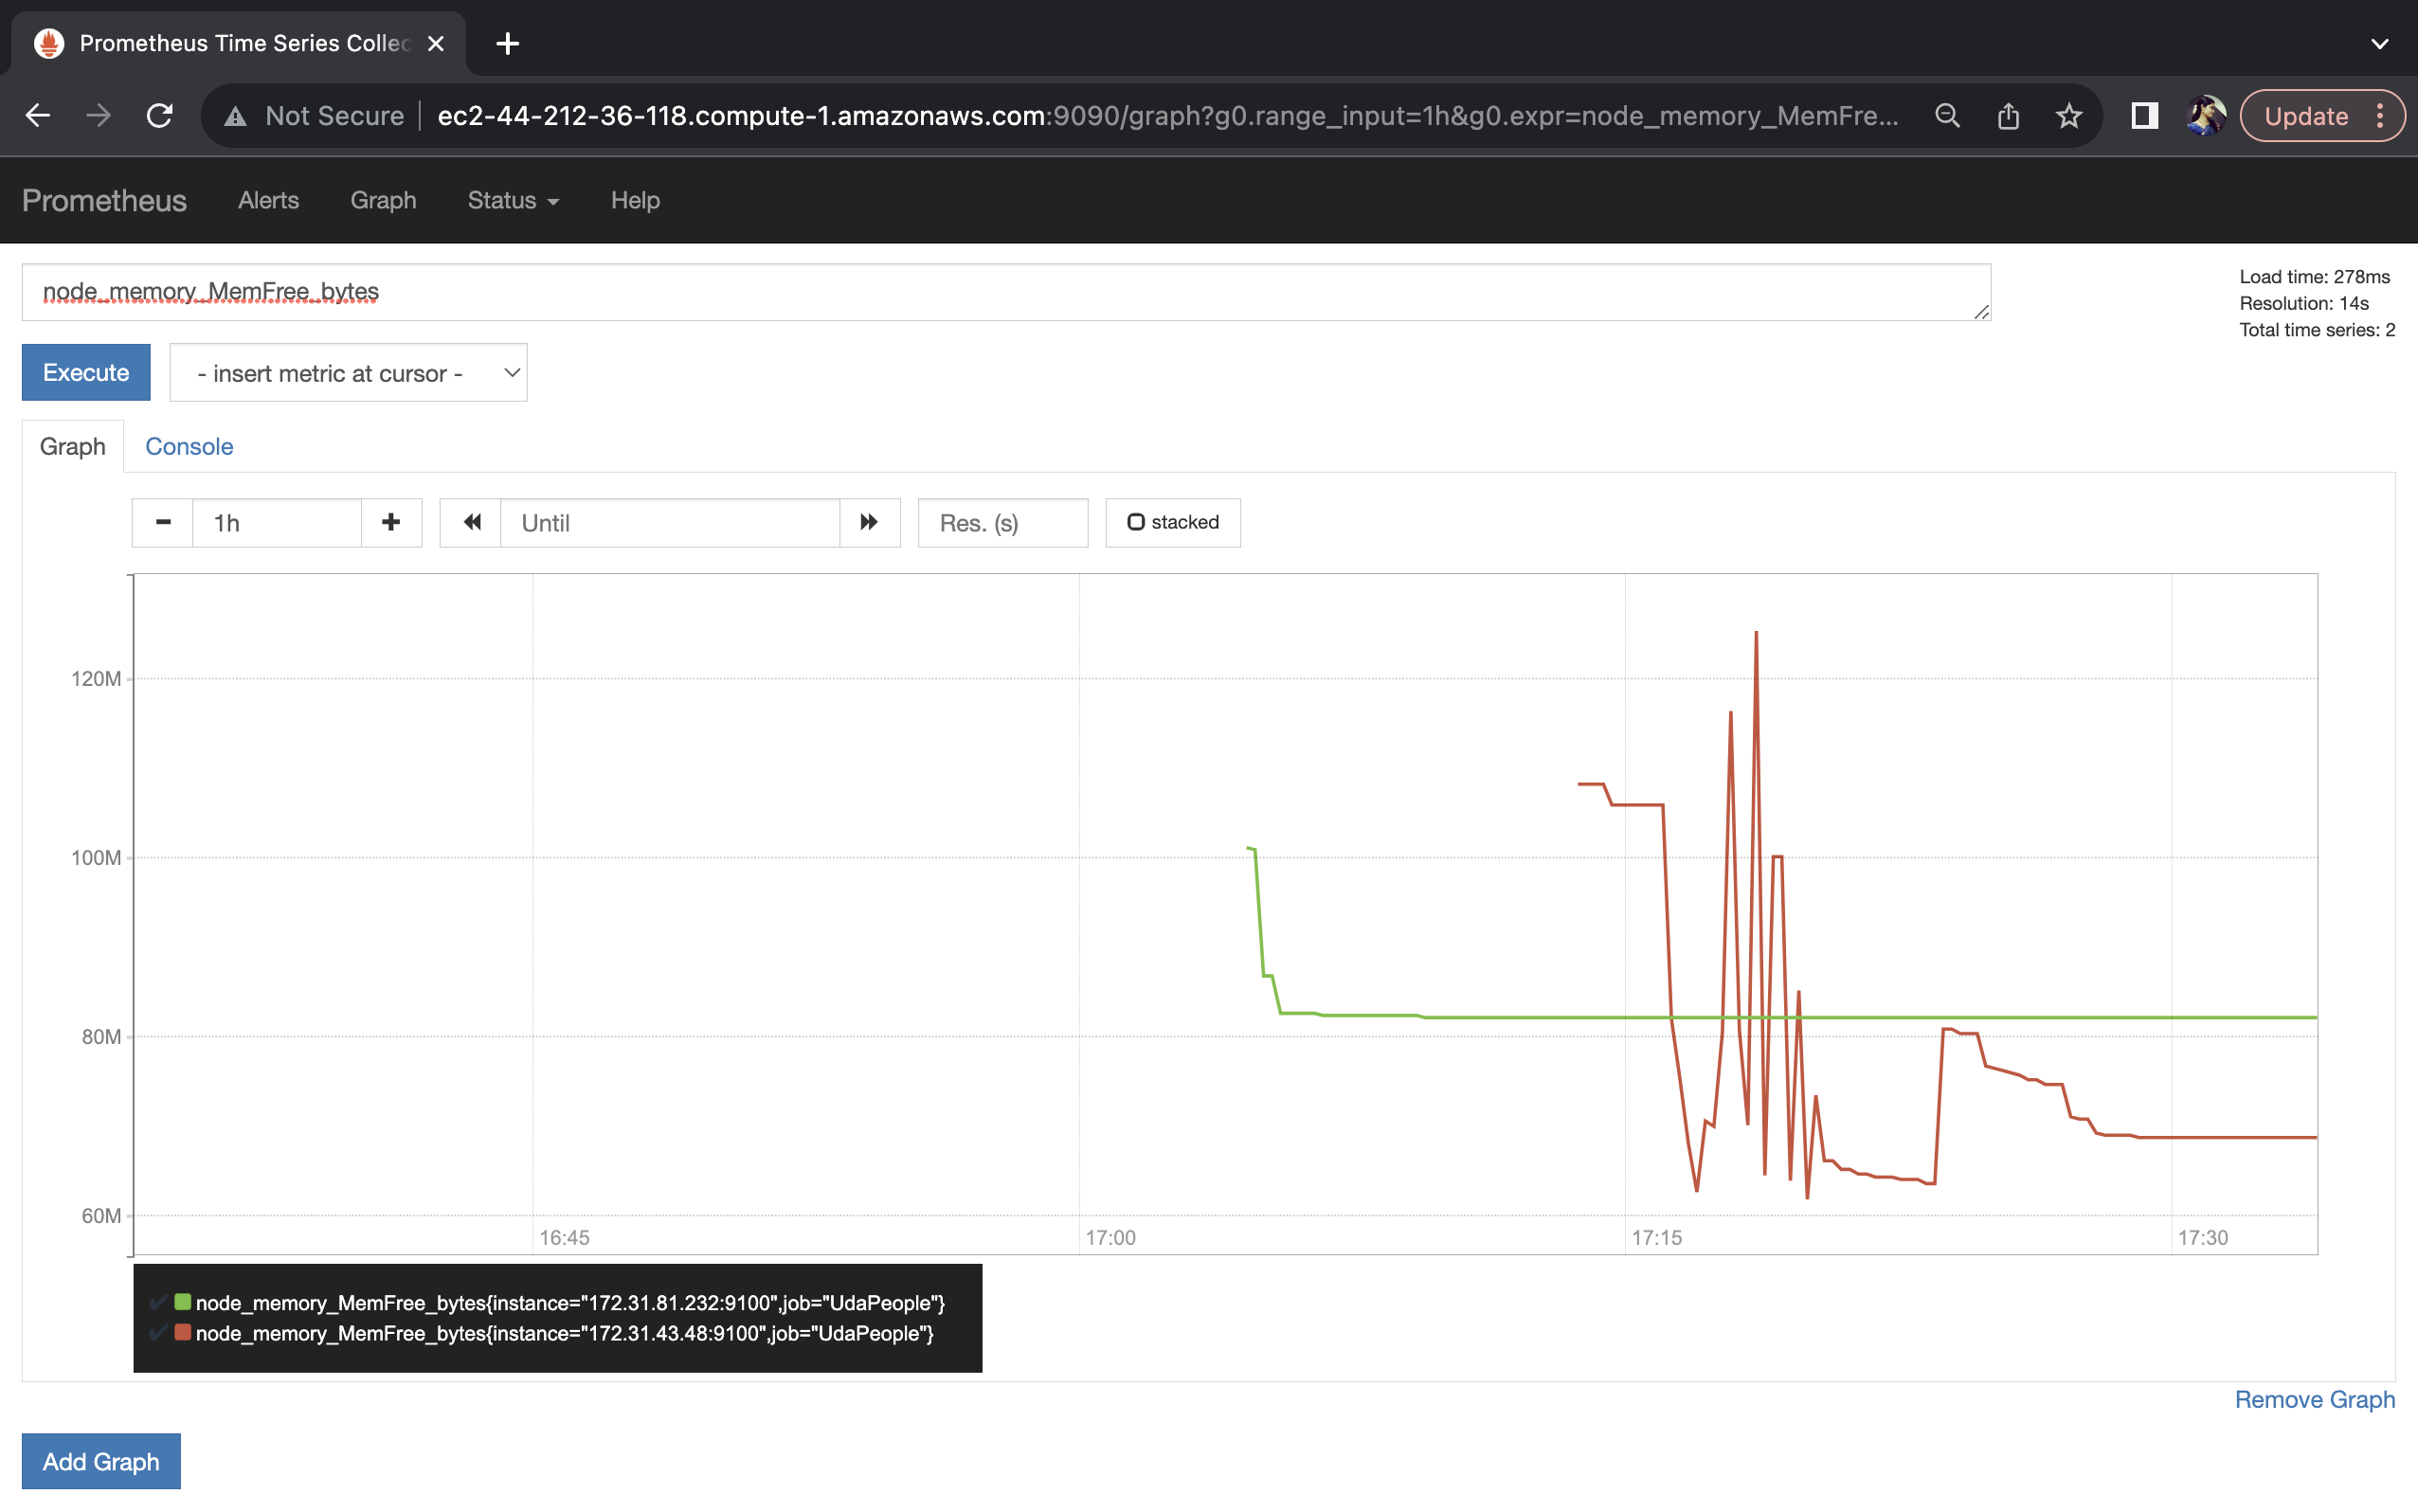 Prometheus Time Series Collec
Not Secure | ec2-44-212-36-118.compute-1.amazonaws.com:9090/graph?g0.range_input=1h&g0.expr=node_memory_MemFre...
Update
Prometheus Alerts Graph Status Help
node_memory_MemFree_bytes
Load time: 278ms
Resolution: 14s
Total time series: 2
Execute
- insert metric at cursor -
Graph Console
1h Until Res. (s) stacked
120M
100M
80M
60M
16:45 17:00 17:15 17:30
node_memory_MemFree_bytes{instance="172.31.81.232:9100",job="UdaPeople"}
node_memory_MemFree_bytes{instance="172.31.43.48:9100",job="UdaPeople"}
Remove Graph
Add Graph